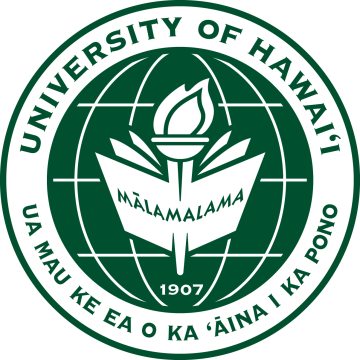 UNIVERSITY OF HAWAIʻI
MĀLAMALAMA
1907
UA MAU KE EA O KA ʻĀINA I KA PONO